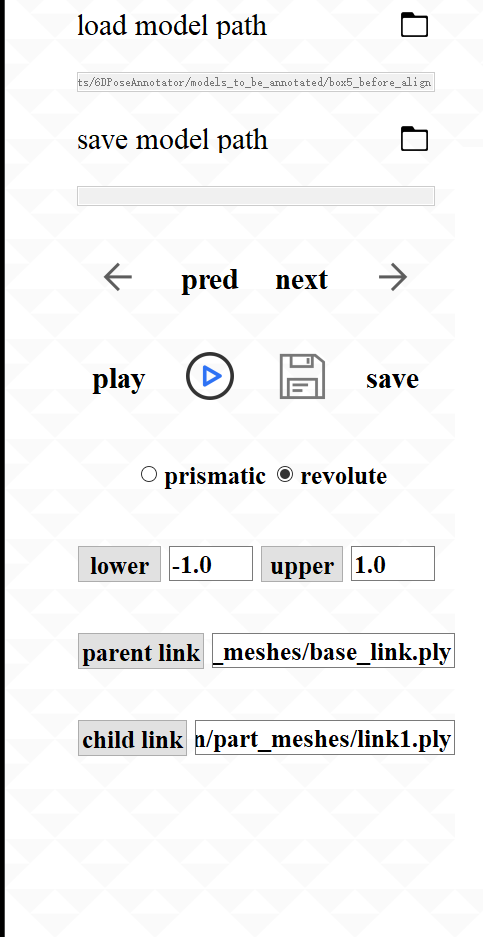 load model path
ts/6DPoseAnnotator/models_to_be_annotated/box5_before_align
save model path
pred next
play save
prismatic revolute
lower -1.0 upper 1.0
parent link _meshes/base_link.ply
child link n/part_meshes/link1.ply